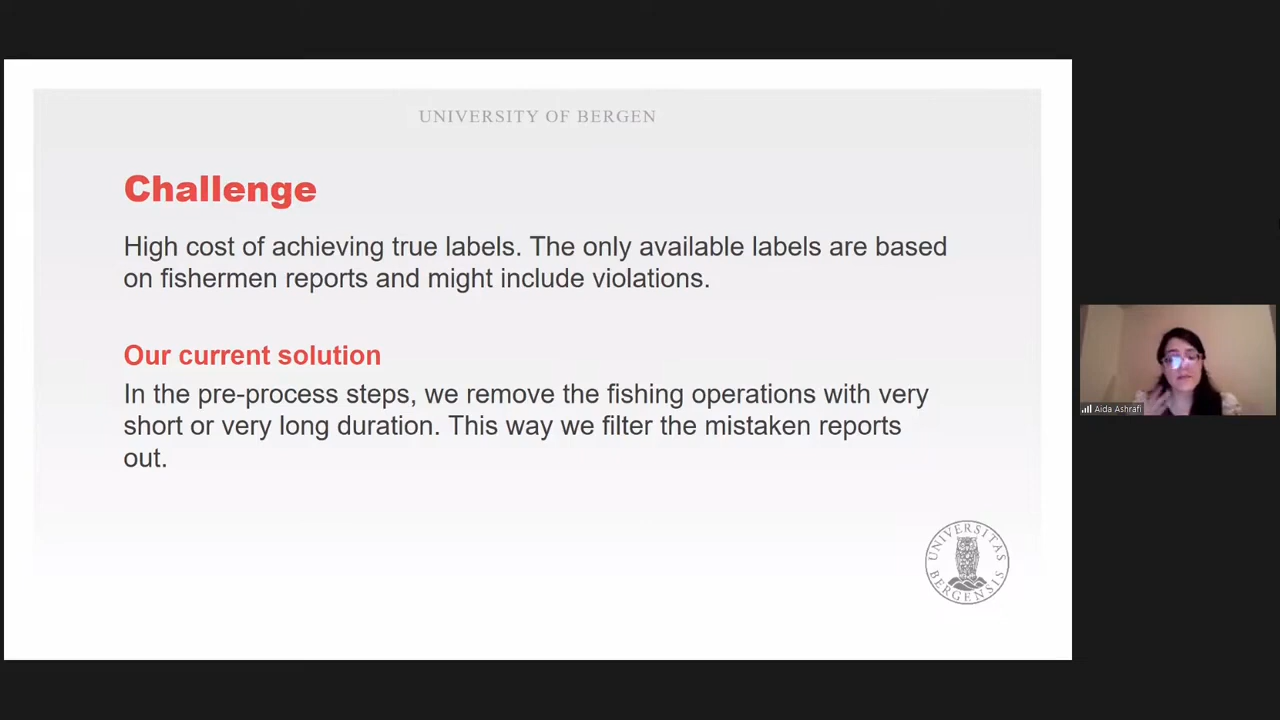 UNIVERSITY OF BERGEN
Challenge
High cost of achieving true labels. The only available labels are based
on fishermen reports and might include violations.
Our current solution
In the pre-process steps, we remove the fishing operations with very
short or very long duration. This way we filter the mistaken reports
out.
UNIVERSITAS
BERGENSIS
Aida Ashrafi